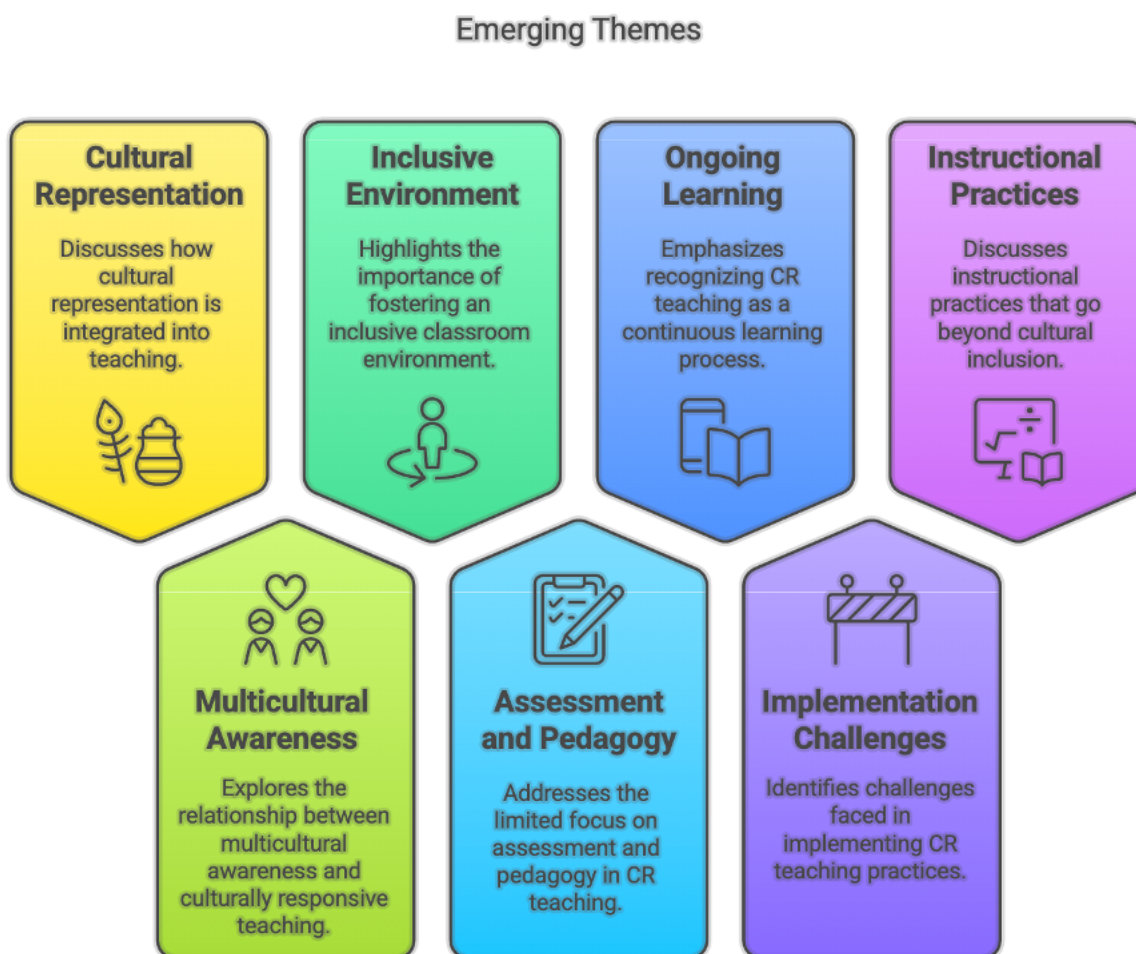 Emerging Themes
Cultural
Representation
Discusses how
cultural
representation is
integrated into
teaching.
Inclusive
Environment
Highlights the
importance of
fostering an
inclusive classroom
environment.
Ongoing
Learning
Emphasizes
recognizing CR
teaching as a
continuous learning
process.
Instructional
Practices
Discusses
instructional
practices that go
beyond cultural
inclusion.
Multicultural
Awareness
Explores the
relationship between
multicultural
awareness and
culturally responsive
teaching.
Assessment
and Pedagogy
Addresses the
limited focus on
assessment and
pedagogy in CR
teaching.
Implementation
Challenges
Identifies challenges
faced in
implementing CR
teaching practices.